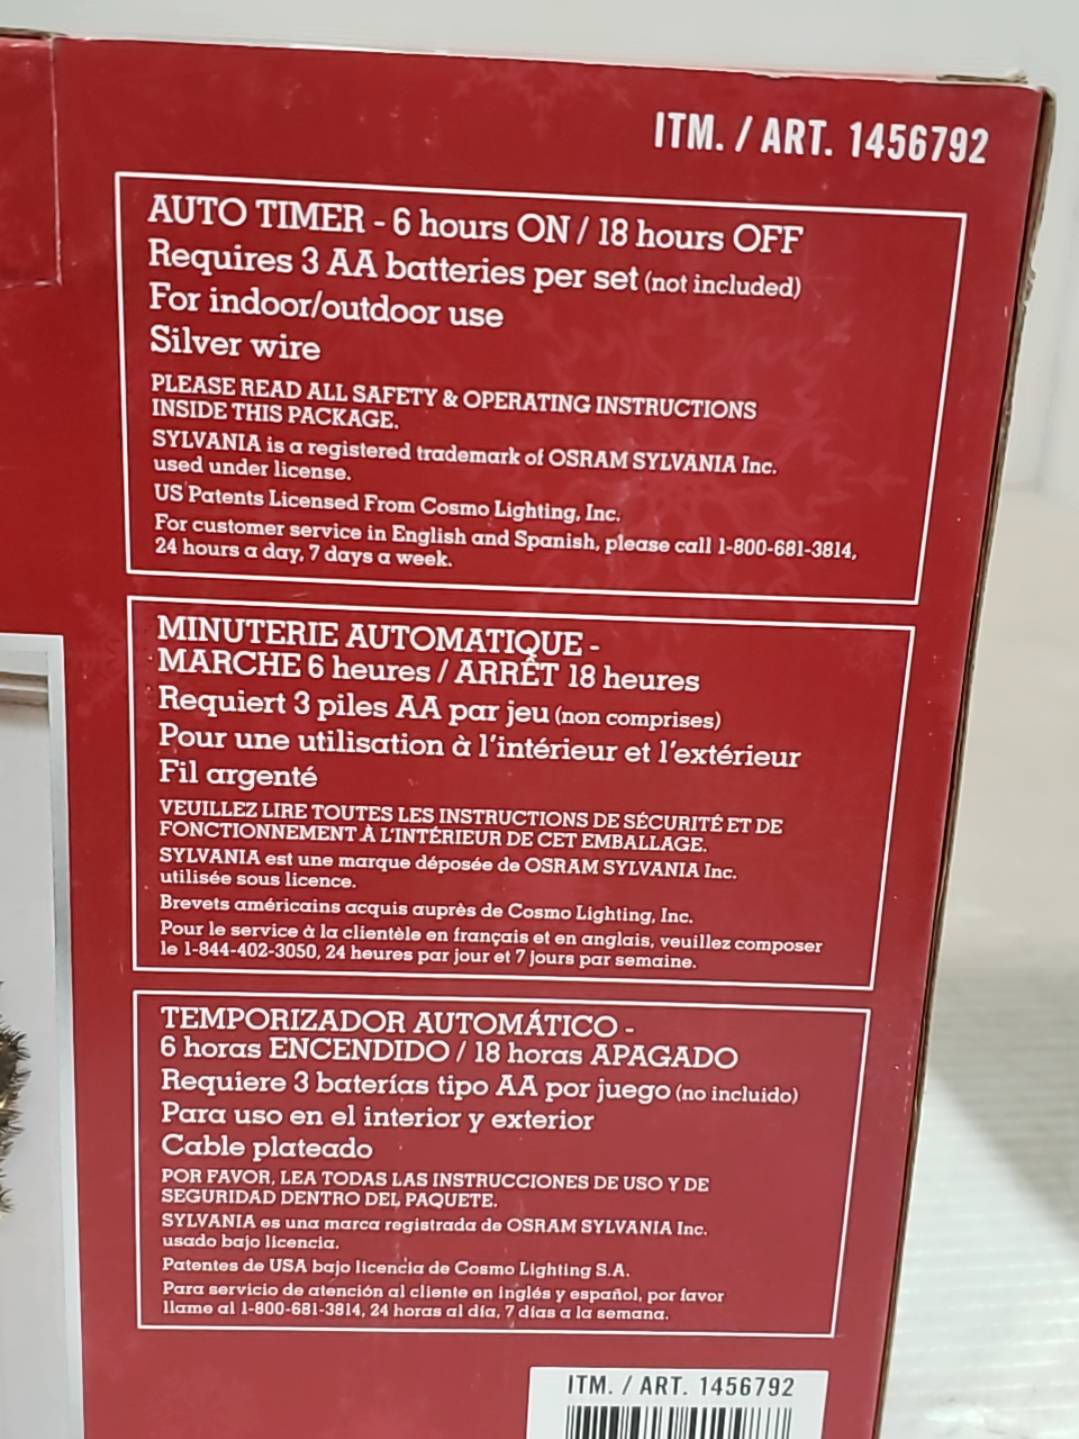 ITM. / ART. 1456792
AUTO TIMER - 6 hours ON / 18 hours OFF
Requires 3 AA batteries per set (not included)
For indoor/outdoor use
Silver wire
PLEASE READ ALL SAFETY & OPERATING INSTRUCTIONS
INSIDE THIS PACKAGE.
SYLVANIA is a registered trademark of OSRAM SYLVANIA Inc.
used under license.
US Patents Licensed From Cosmo Lighting, Inc.
For customer service in English and Spanish, please call 1-800-681-3814,
24 hours a day, 7 days a week.
MINUTERIE AUTOMATIQUE -
MARCHE 6 heures / ARRÊT 18 heures
Requiert 3 piles AA par jeu (non comprises)
Pour une utilisation à l'intérieur et l'extérieur
Fil argenté
VEUILLEZ LIRE TOUTES LES INSTRUCTIONS DE SÉCURITÉ ET DE
FONCTIONNEMENT À L'INTÉRIEUR DE CET EMBALLAGE.
SYLVANIA est une marque déposée de OSRAM SYLVANIA Inc.
utilisée sous licence.
Brevets américains acquis auprès de Cosmo Lighting, Inc.
Pour le service à la clientèle en français et en anglais, veuillez composer
le 1-844-402-3050, 24 heures par jour et 7 jours par semaine.
TEMPORIZADOR AUTOMÁTICO -
6 horas ENCENDIDO / 18 horas APAGADO
Requiere 3 baterías tipo AA por juego (no incluido)
Para uso en el interior y exterior
Cable plateado
POR FAVOR, LEA TODAS LAS INSTRUCCIONES DE USO Y DE
SEGURIDAD DENTRO DEL PAQUETE.
SYLVANIA es una marca registrada de OSRAM SYLVANIA Inc.
usado bajo licencia.
Patentes de USA bajo licencia de Cosmo Lighting S.A.
Para servicio de atención al cliente en inglés y español, por favor
llame al 1-800-681-3814, 24 horas al día, 7 días a la semana.
ITM. / ART. 1456792